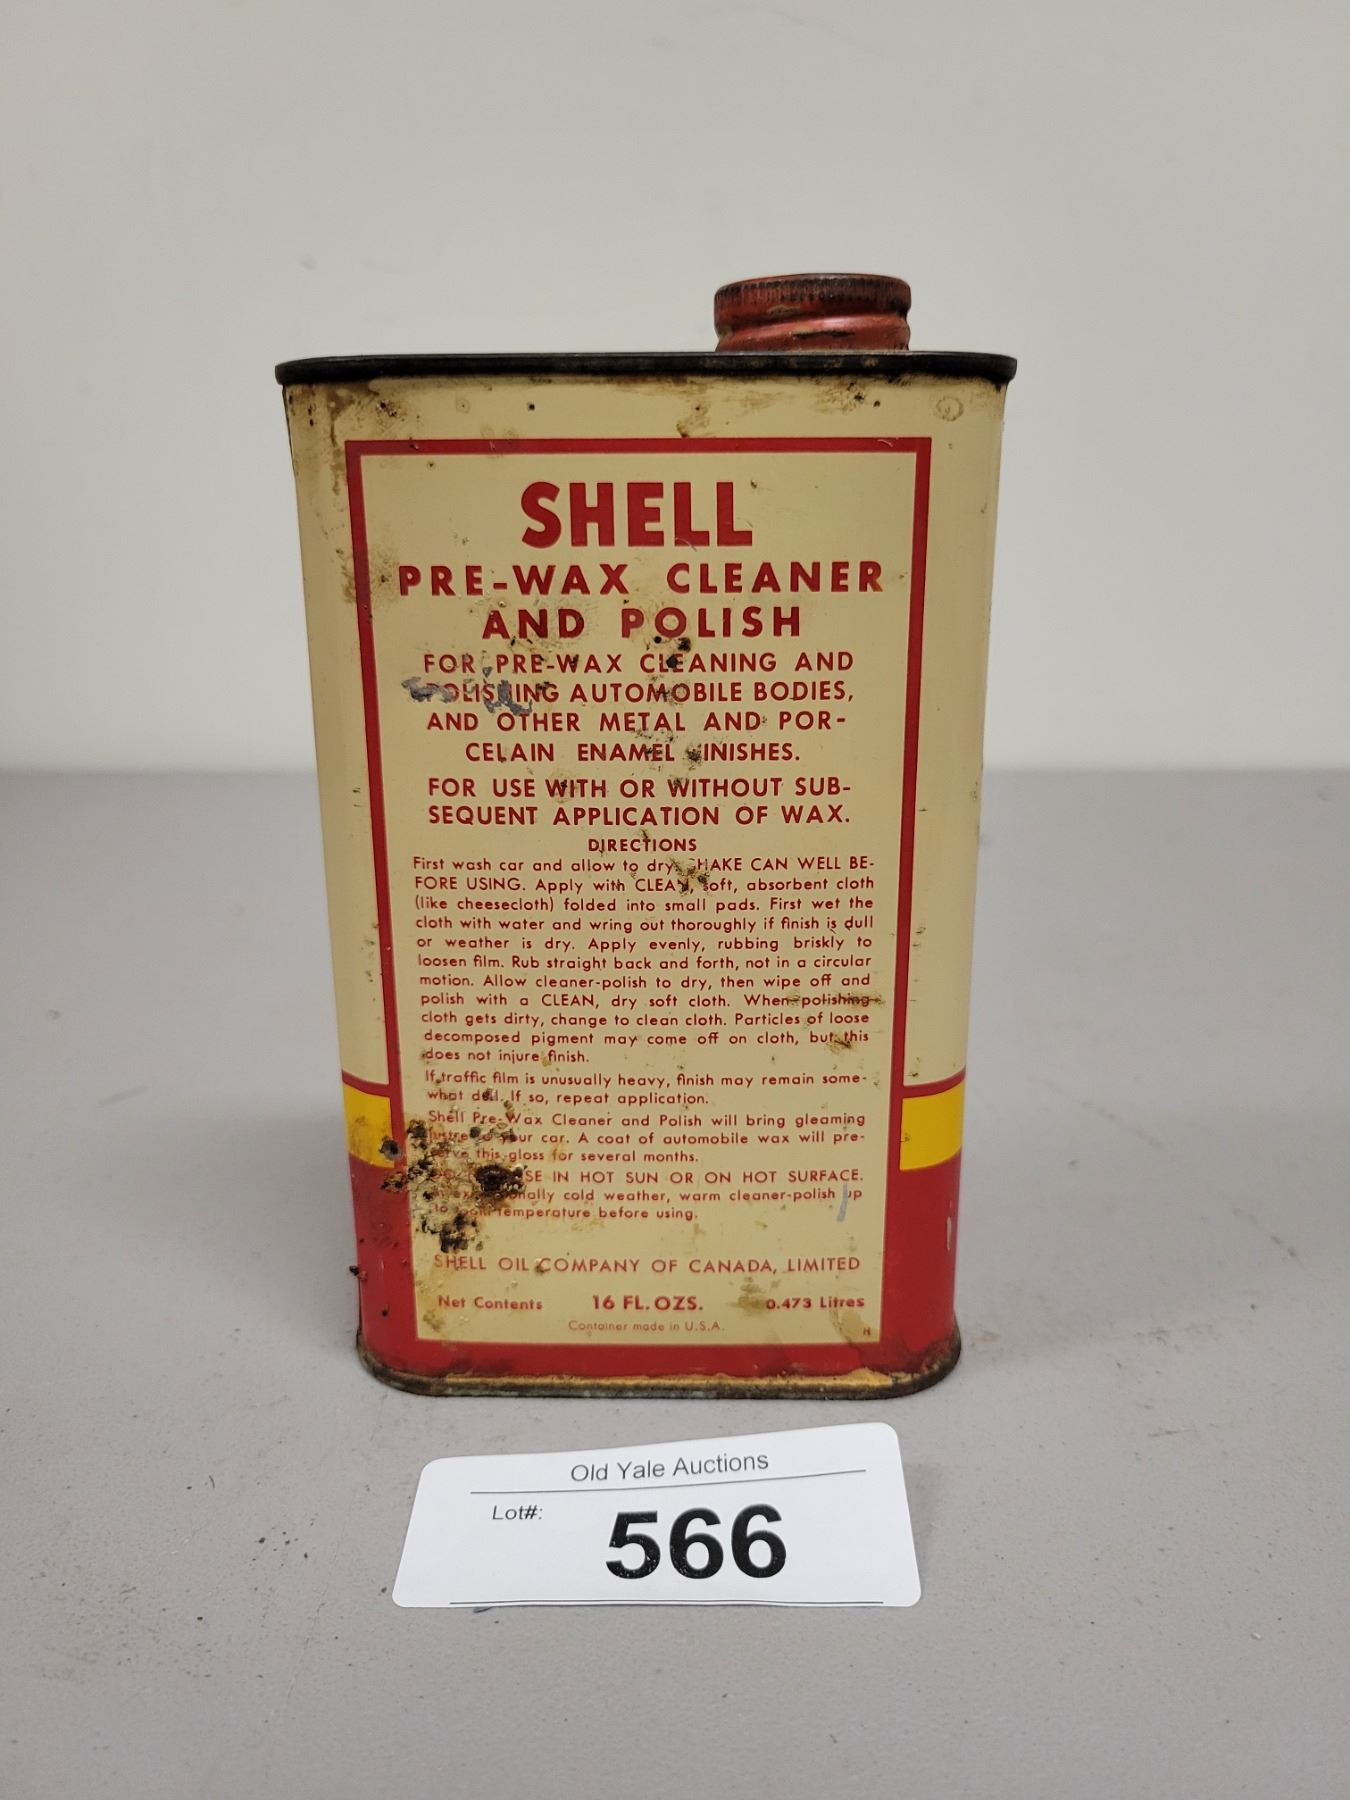 SHELL
PRE-WAX CLEANER
AND POLISH
FOR PRE-WAX CLEANING AND
POLISHING AUTOMOBILE BODIES,
AND OTHER METAL AND POR-
CELAIN ENAMEL FINISHES.
FOR USE WITH OR WITHOUT SUB-
SEQUENT APPLICATION OF WAX.
DIRECTIONS
First wash car and allow to dry. SHAKE CAN WELL BE-
FORE USING. Apply with CLEAN, soft, absorbent cloth
(like cheesecloth) folded into small pads. First wet the
cloth with water and wring out thoroughly if finish is dull
or weather is dry. Apply evenly, rubbing briskly to
loosen film. Rub straight back and forth, not in a circular
motion. Allow cleaner-polish to dry, then wipe off and
polish with a CLEAN, dry soft cloth. When polishing
cloth gets dirty, change to clean cloth. Particles of loose
decomposed pigment may come off on cloth, but this
does not injure finish.
If traffic film is unusually heavy, finish may remain some-
what dull. If so, repeat application.
Shell Pre-Wax Cleaner and Polish will bring gleaming
lustre to your car. A coat of automobile wax will pre-
serve this gloss for several months.
USE IN HOT SUN OR ON HOT SURFACE.
cold weather, warm cleaner-polish up
to room temperature before using.
SHELL OIL COMPANY OF CANADA, LIMITED
Net Contents 16 FL. OZS. 0.473 Litres
Container made in U.S.A. H
Old Yale Auctions
Lot#: 566